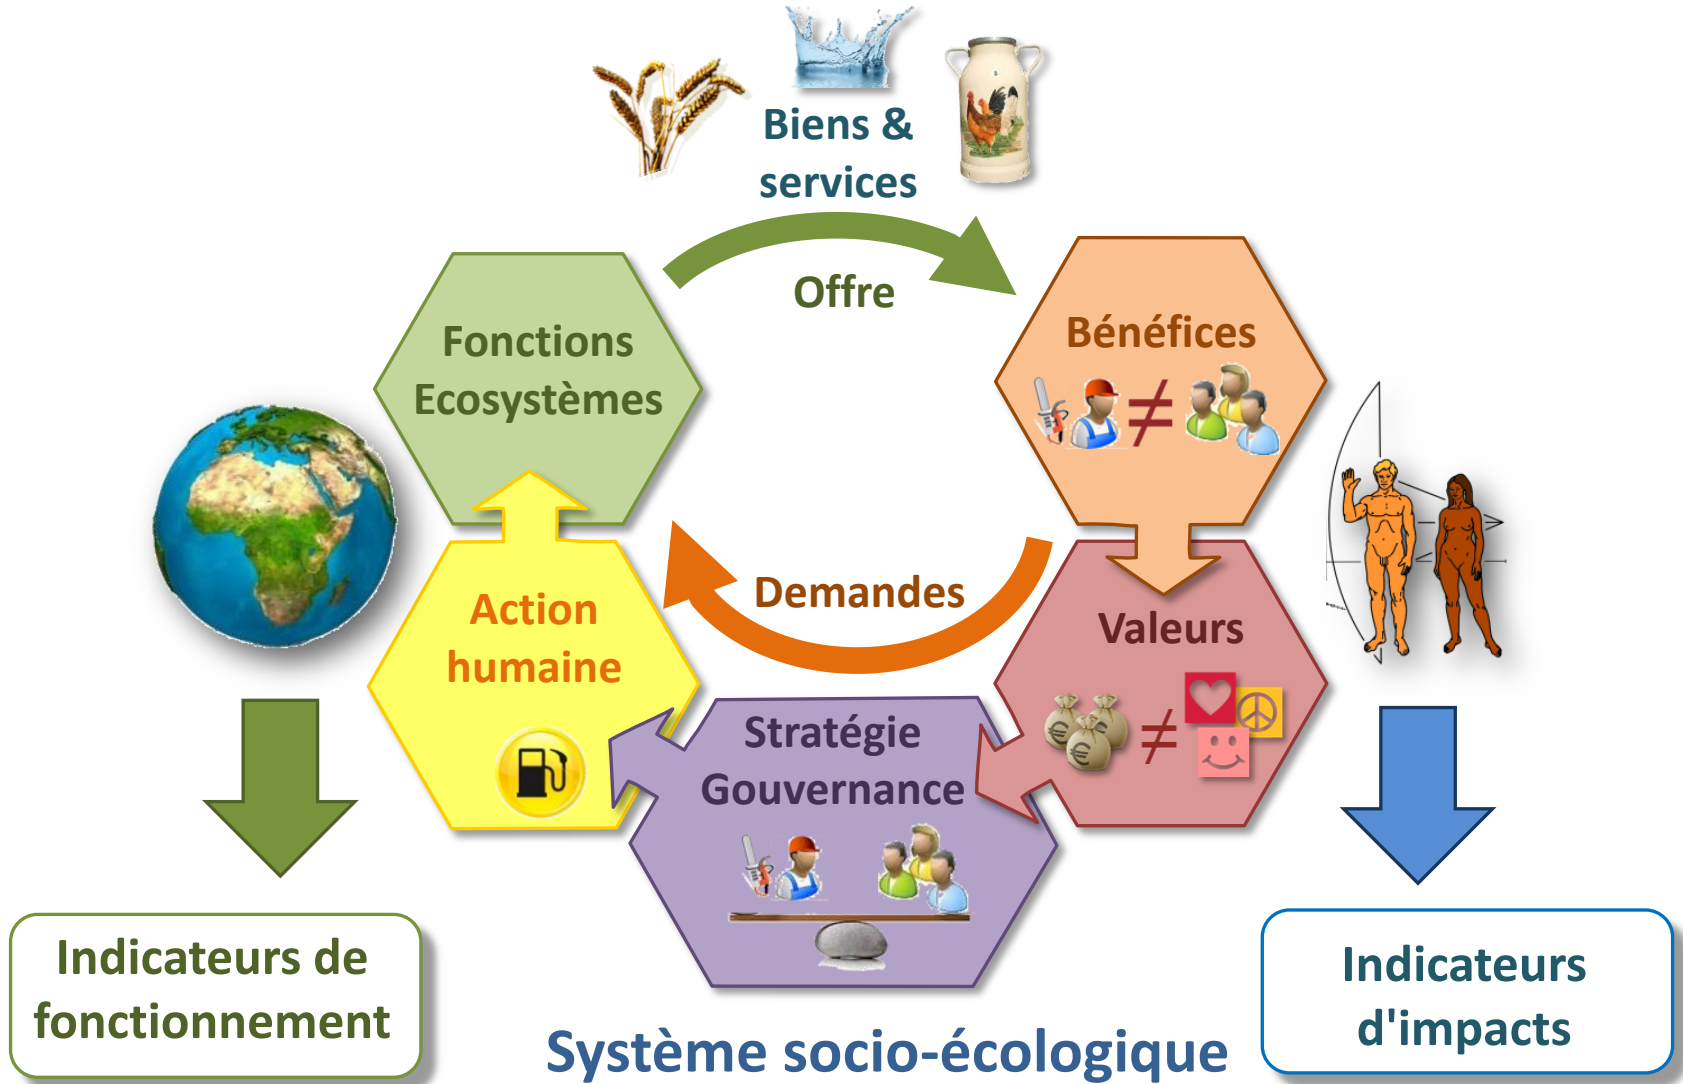 Biens &
services
Offre
Fonctions
Ecosystèmes
Bénéfices
Demandes
Action
humaine
Valeurs
Stratégie
Gouvernance
Indicateurs de
fonctionnement
Indicateurs
d'impacts
Système socio-écologique